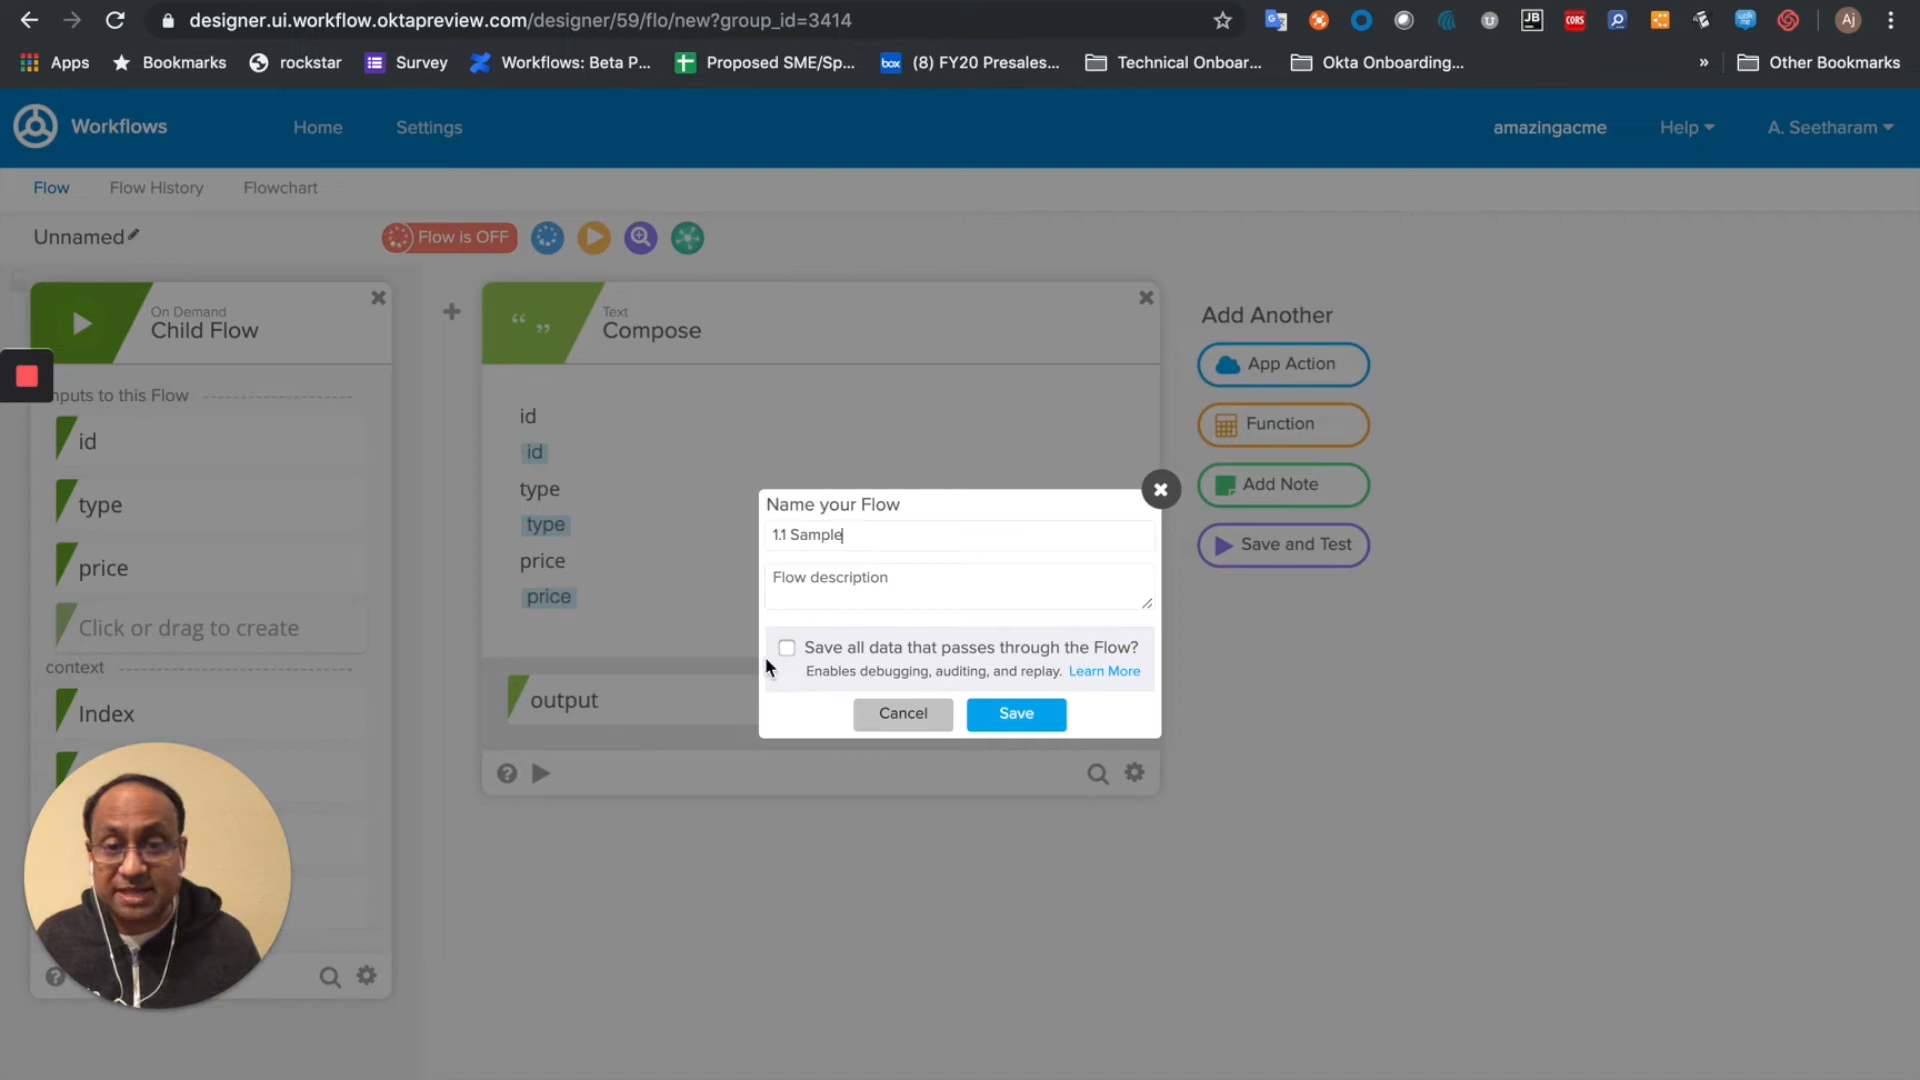 designer.ui.workflow.oktapreview.com/designer/59/flo/new?group_id=3414
JB
CORS
Aj
Apps
Bookmarks
rockstar
Survey
Workflows: Beta P...
Proposed SME/Sp...
box
(8) FY20 Presales...
Technical Onboar...
Okta Onboarding...
»
Other Bookmarks
Workflows
Home
Settings
amazingacme
Help
A. Seetharam
Flow
Flow History
Flowchart
Unnamed
Flow is OFF
On Demand
Child Flow
nputs to this Flow
id
type
price
Click or drag to create
context
Index
Text
Compose
id
id
type
type
price
price
output
Add Another
App Action
Function
Add Note
Save and Test
Name your Flow
1.1 Sample
Flow description
Save all data that passes through the Flow?
Enables debugging, auditing, and replay. Learn More
Cancel
Save